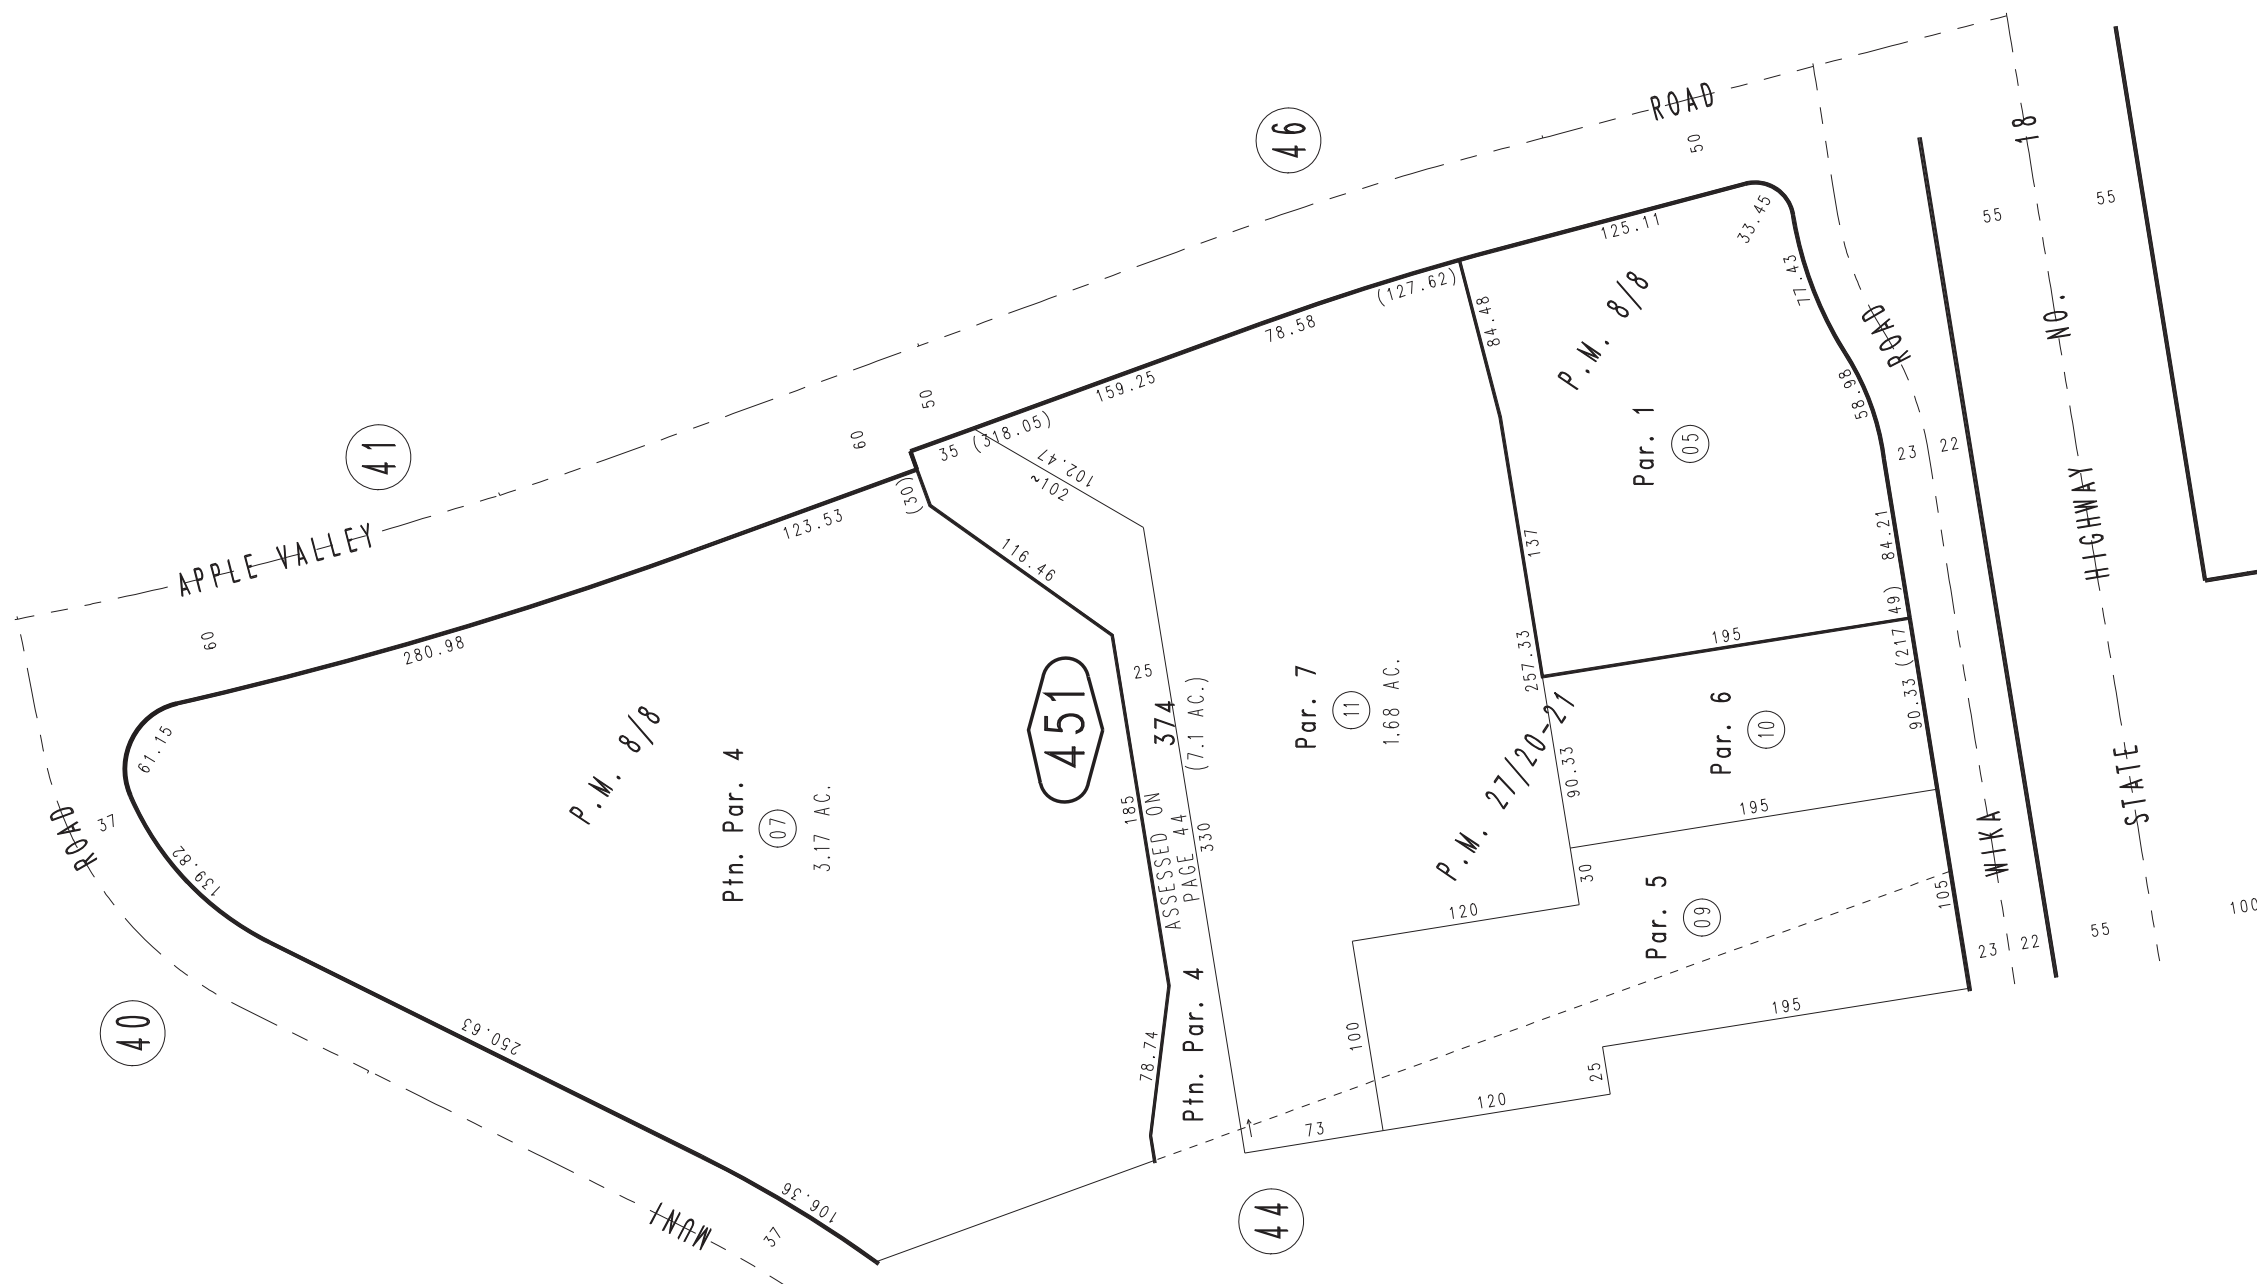 46
ROAD
50
18
55
55
125.11
33.45
77.43
(127.62)
84.48
P.M. 8/8
ROAD
NO.
78.58
159.25
50
60
(318.05)
35
102.47
~102
41
58.98
Par. 1
05
23
22
HIGHWAY
APPLE VALLEY
123.53
(30)
116.46
137
84.21
60
280.98
25
257.33
195
90.33 (217.49)
451
374
(7.1 AC.)
Par. 7
11
1.68 AC.
P.M. 27/20-21
Par. 6
10
90.33
195
61.15
P.M. 8/8
Ptn. Par. 4
07
3.17 AC.
185
ASSESSED ON
PAGE 44
330
ROAD
37
139.82
STATE
WIKA
30
120
Par. 5
09
105
23
22
55
100
40
250.63
78.74
Ptn. Par. 4
100
195
25
120
73
106.36
37
MUNI
44